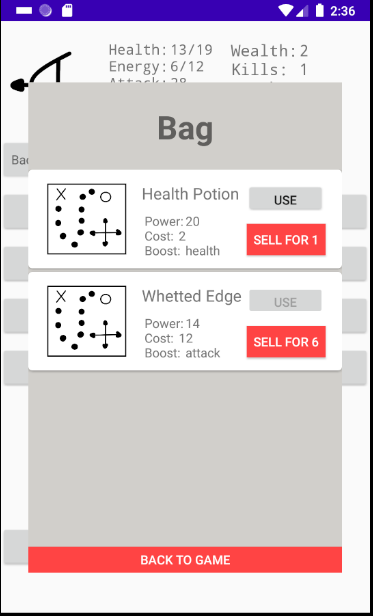 2:36
Health: 13/19 Wealth: 2
Energy: 6/12 Kills: 1
Attack: 28
Bag
Health Potion
USE
Power: 20
Cost: 2
Boost: health
SELL FOR 1
Whetted Edge
USE
Power: 14
Cost: 12
Boost: attack
SELL FOR 6
BACK TO GAME